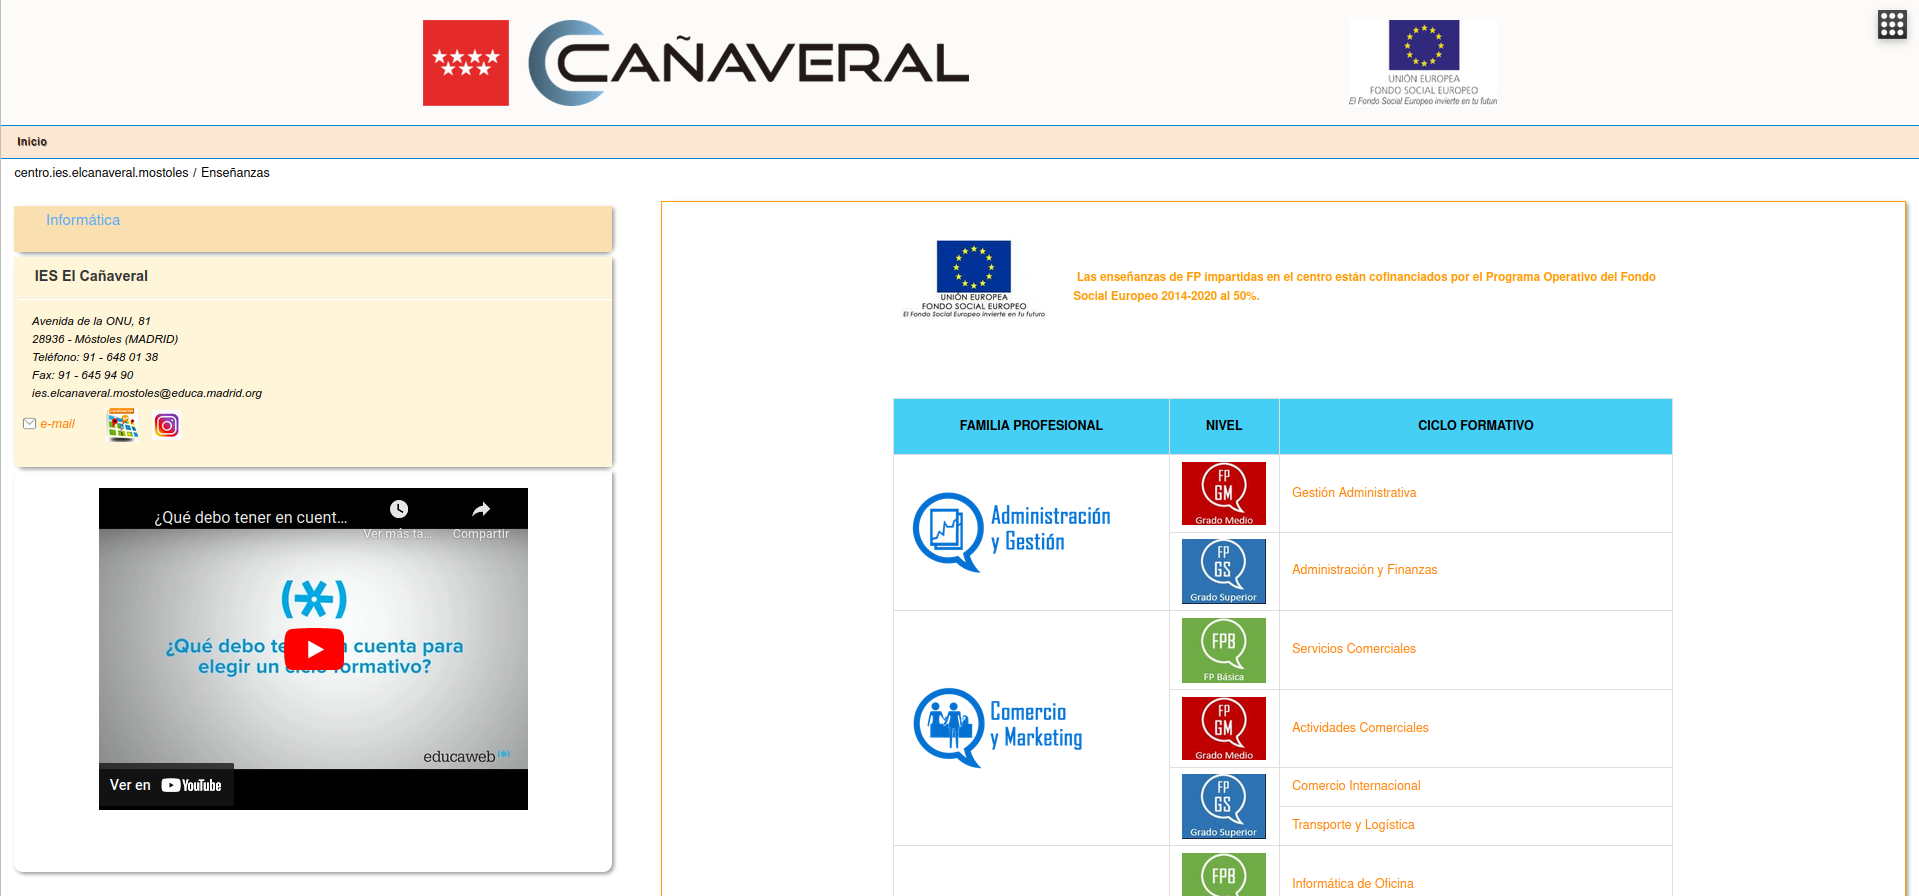 CAÑAVERAL
UNIÓN EUROPEA
FONDO SOCIAL EUROPEO
El Fondo Social Europeo invierte en tu futur
Inicio
centro.ies.elcanaveral.mostoles / Enseñanzas
Informática
IES El Cañaveral
Avenida de la ONU, 81
28936 - Móstoles (MADRID)
Teléfono: 91 - 648 01 38
Fax: 91 - 645 94 90
ies.elcanaveral.mostoles@educa.madrid.org
e-mail
¿Qué debo tener en cuent...
Ver más ta...
Compartir
(*)
¿Qué debo te n cuenta para
elegir un ciclo formativo?
educaweb(*)
Ver en YouTube
UNIÓN EUROPEA
FONDO SOCIAL EUROPEO
El Fondo Social Europeo invierte en tu futuro
Las enseñanzas de FP impartidas en el centro están cofinanciados por el Programa Operativo del Fondo
Social Europeo 2014-2020 al 50%.
FAMILIA PROFESIONAL NIVEL CICLO FORMATIVO
Administración
y Gestión
FP
GM
Grado Medio
Gestión Administrativa
FP
GS
Grado Superior
Administración y Finanzas
Comercio
y Marketing
FPB
FP Básica
Servicios Comerciales
FP
GM
Grado Medio
Actividades Comerciales
FP
GS
Grado Superior
Comercio Internacional
Transporte y Logística
FPB
Informática de Oficina